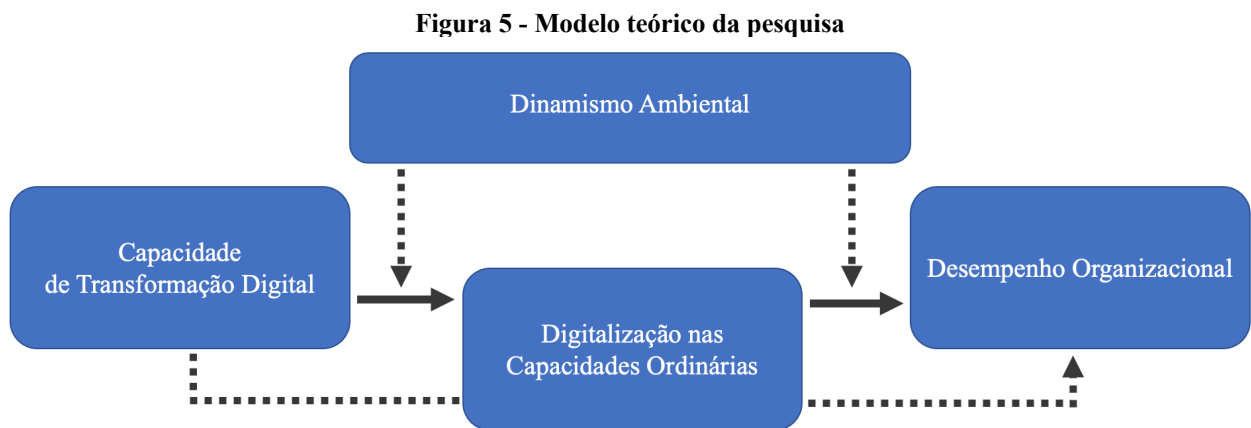 Figura 5 - Modelo teórico da pesquisa
Dinamismo Ambiental
Capacidade
de Transformação Digital
Digitalização nas
Capacidades Ordinárias
Desempenho Organizacional